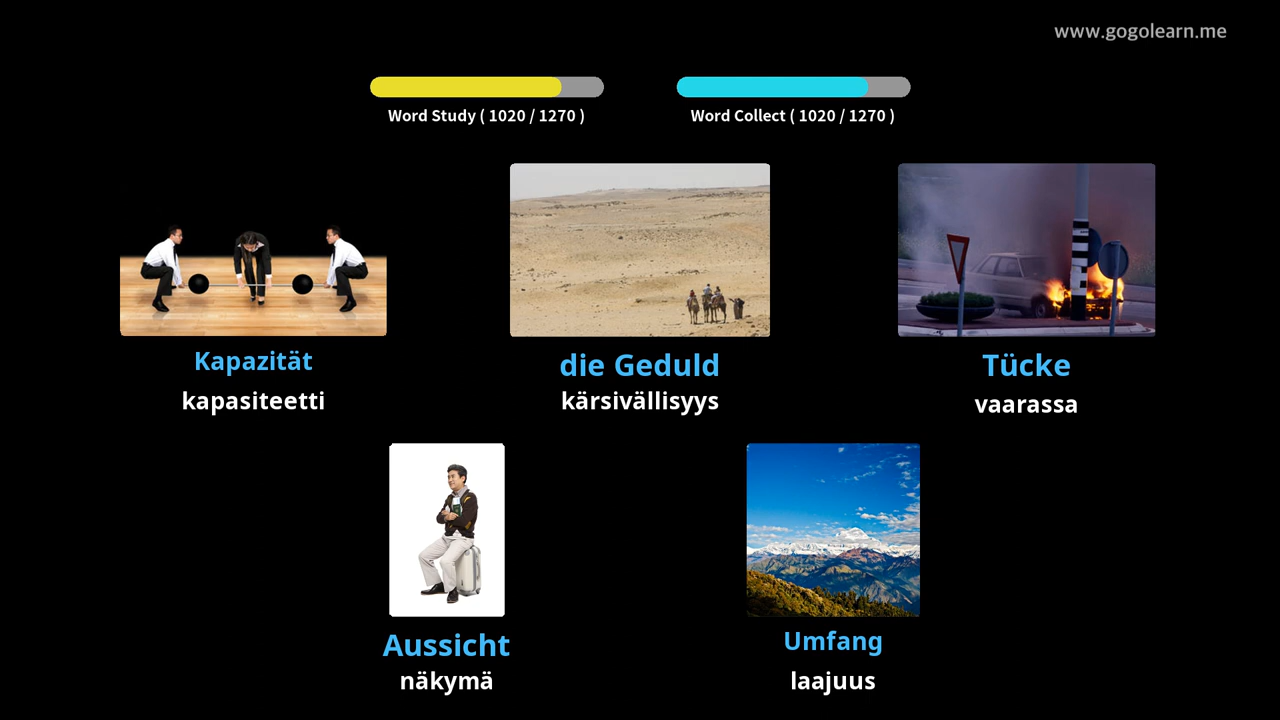 www.gogolearn.me
Word Study ( 1020 / 1270 )
Word Collect ( 1020 / 1270 )
Kapazität
kapasiteetti
die Geduld
kärsivällisyys
Tücke
vaarassa
Aussicht
näkymä
Umfang
laajuus